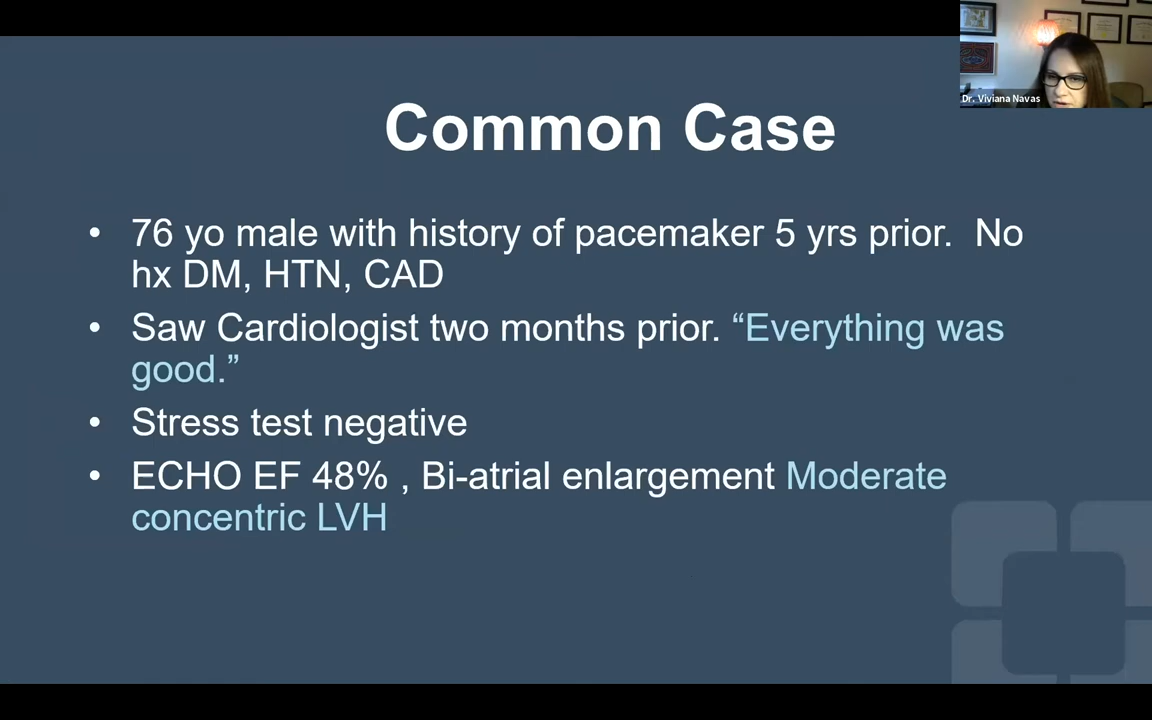 Dr. Viviana Navas
Common Case
• 76 yo male with history of pacemaker 5 yrs prior.  No
hx DM, HTN, CAD
• Saw Cardiologist two months prior. “Everything was
good.”
• Stress test negative
• ECHO EF 48% , Bi-atrial enlargement Moderate
concentric LVH